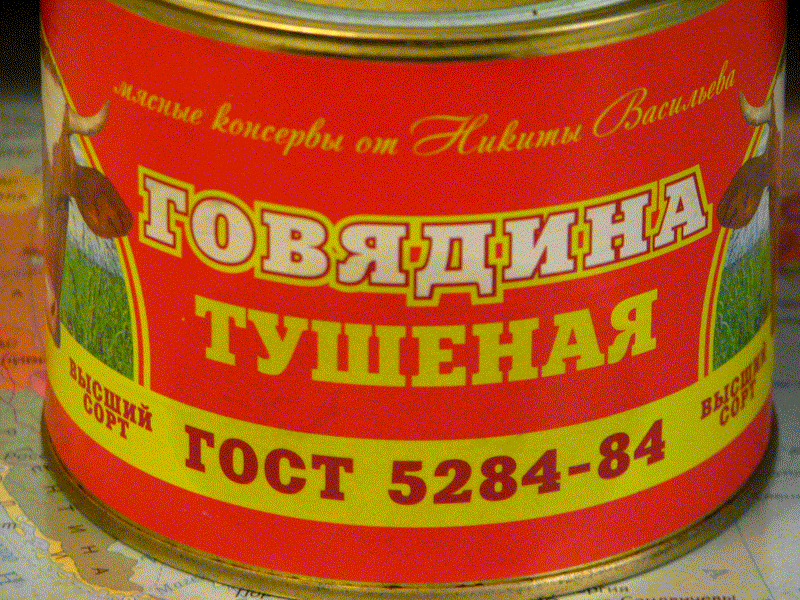 мясные консервы от Никиты Васильева
ГОВЯДИНА
ТУШЕНАЯ
ВЫСШИЙ
СОРТ
ГОСТ 5284-84
ВЫСШИЙ
СОРТ